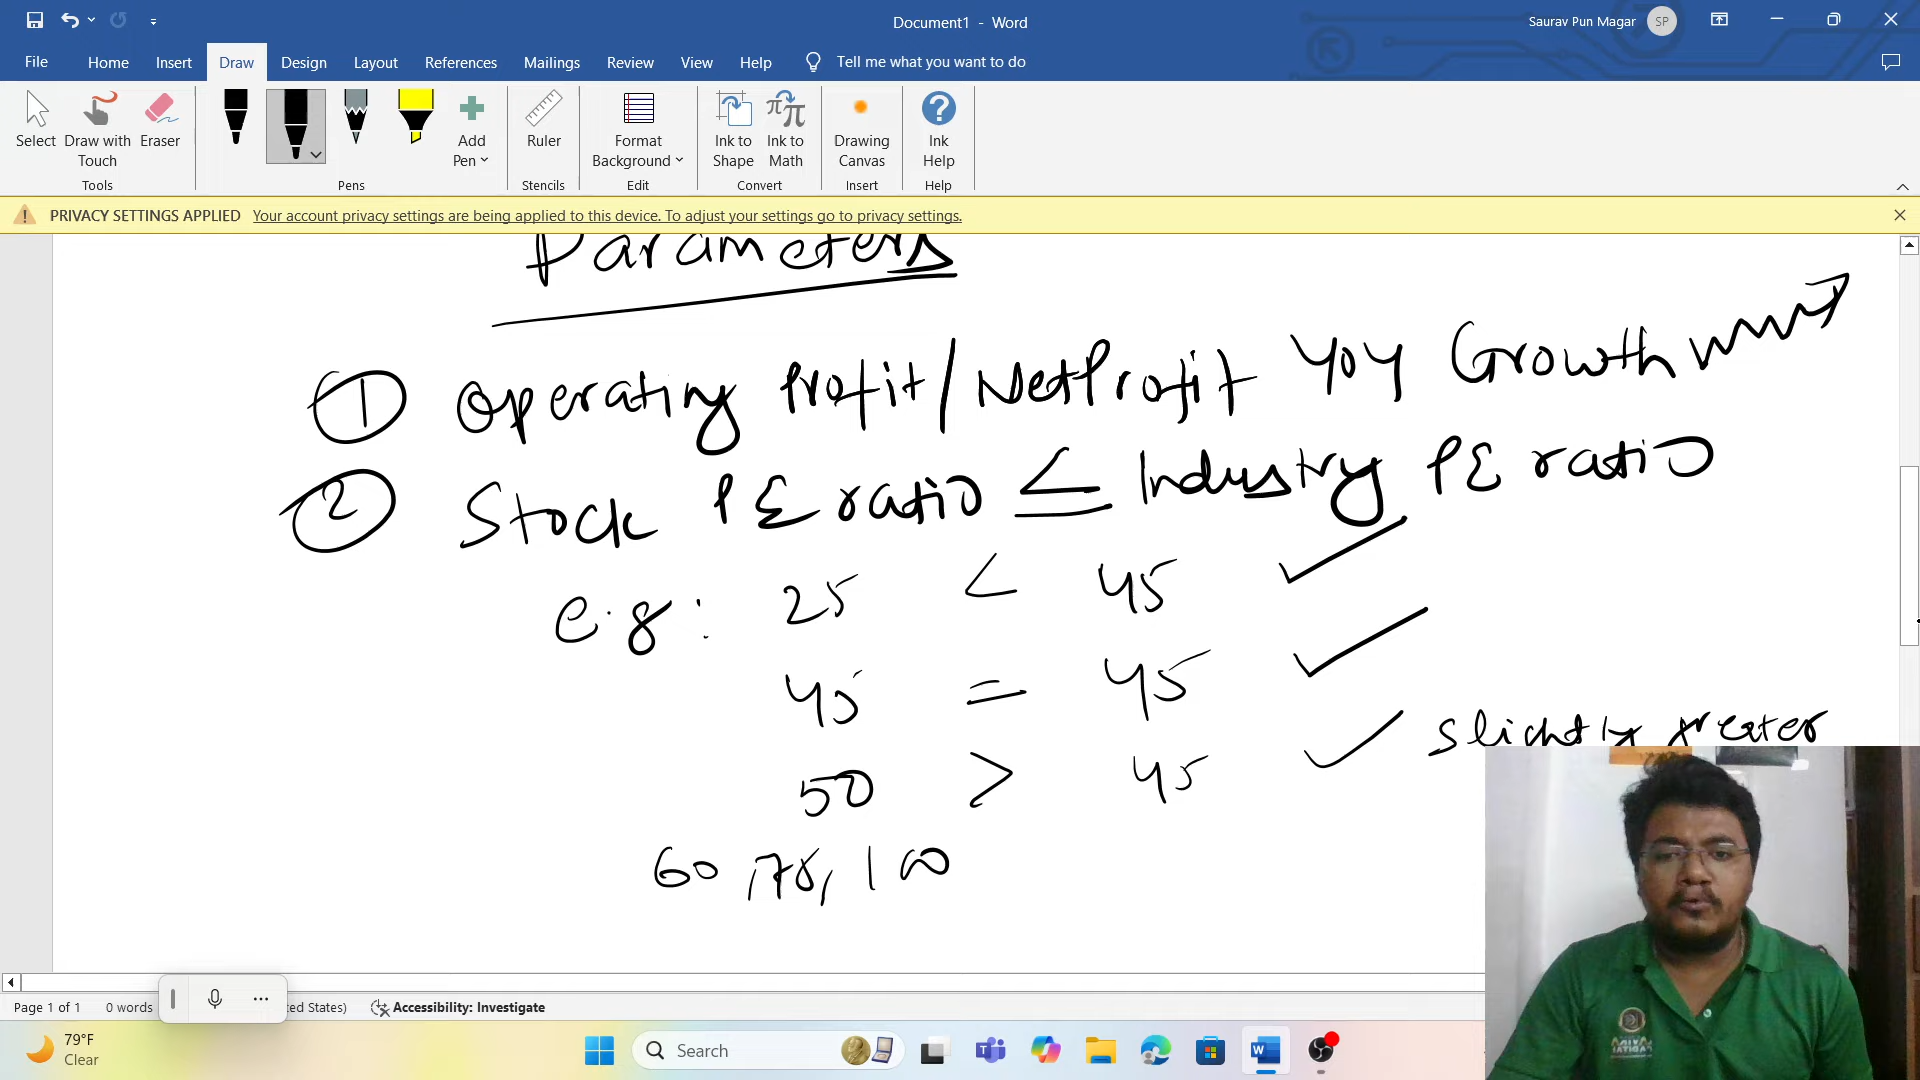 Document1 - Word
Saurav Pun Magar SP
File Home Insert Draw Design Layout References Mailings Review View Help Tell me what you want to do
Select Draw with Touch Eraser Add Pen Ruler Format Background Ink to Shape Ink to Math Drawing Canvas Ink Help
Tools Pens Stencils Edit Convert Insert Help
PRIVACY SETTINGS APPLIED Your account privacy settings are being applied to this device. To adjust your settings go to privacy settings.
Parameters
① Operating Profit/NetProfit YOY Growth
② Stock PE ratio ≤ Industry PE ratio
e.g: 25 < 45 ✓
45 = 45 ✓
50 > 45 ✓ slightly greater
60, 75, 100
Page 1 of 1 0 words ed States) Accessibility: Investigate
79°F
Clear
Search